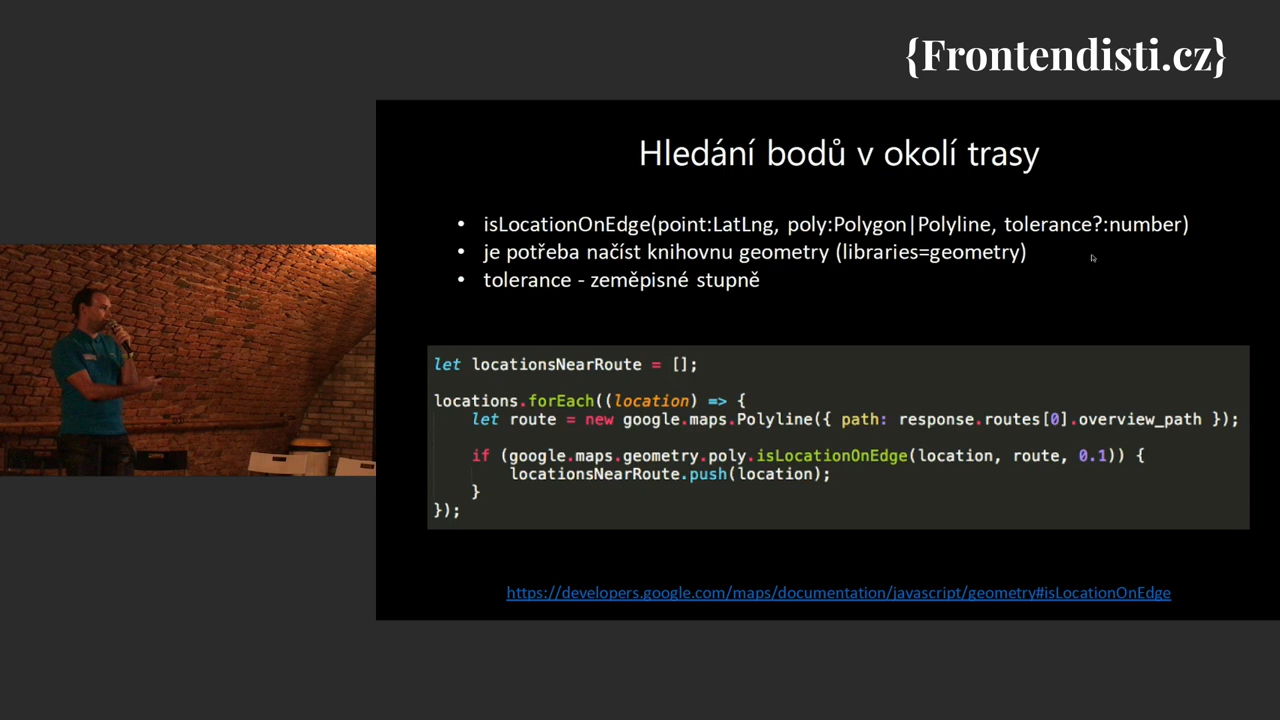 {Frontendisti.cz}
Hledání bodů v okolí trasy
• isLocationOnEdge(point:LatLng, poly:Polygon|Polyline, tolerance?:number)
• je potřeba načíst knihovnu geometry (libraries=geometry)
• tolerance - zeměpisné stupně
let locationsNearRoute = [];
locations.forEach((location) => {
let route = new google.maps.Polyline({ path: response.routes[0].overview_path });
if (google.maps.geometry.poly.isLocationOnEdge(location, route, 0.1)) {
locationsNearRoute.push(location);
}
});
https://developers.google.com/maps/documentation/javascript/geometry#isLocationOnEdge